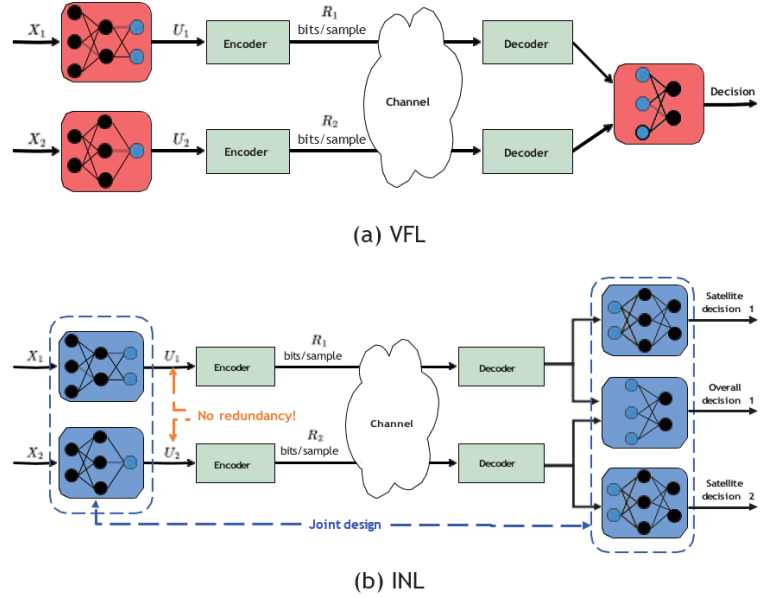 X₁
U₁
Encoder
R₁
bits/sample
Decoder
Channel
Decision
X₂
U₂
Encoder
R₂
bits/sample
Decoder
(a) VFL
Satellite
decision 1
X₁
U₁
Encoder
R₁
bits/sample
Decoder
No redundancy!
Channel
Overall
decision 1
X₂
U₂
Encoder
R₂
bits/sample
Decoder
Satellite
decision 2
Joint design
(b) INL